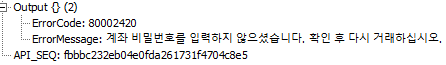 Output {} (2)
ErrorCode: 80002420
ErrorMessage: 계좌 비밀번호를 입력하지 않으셨습니다. 확인 후 다시 거래하십시오.
API_SEQ: fbbbc232eb04e0fda261731f4704c8e5